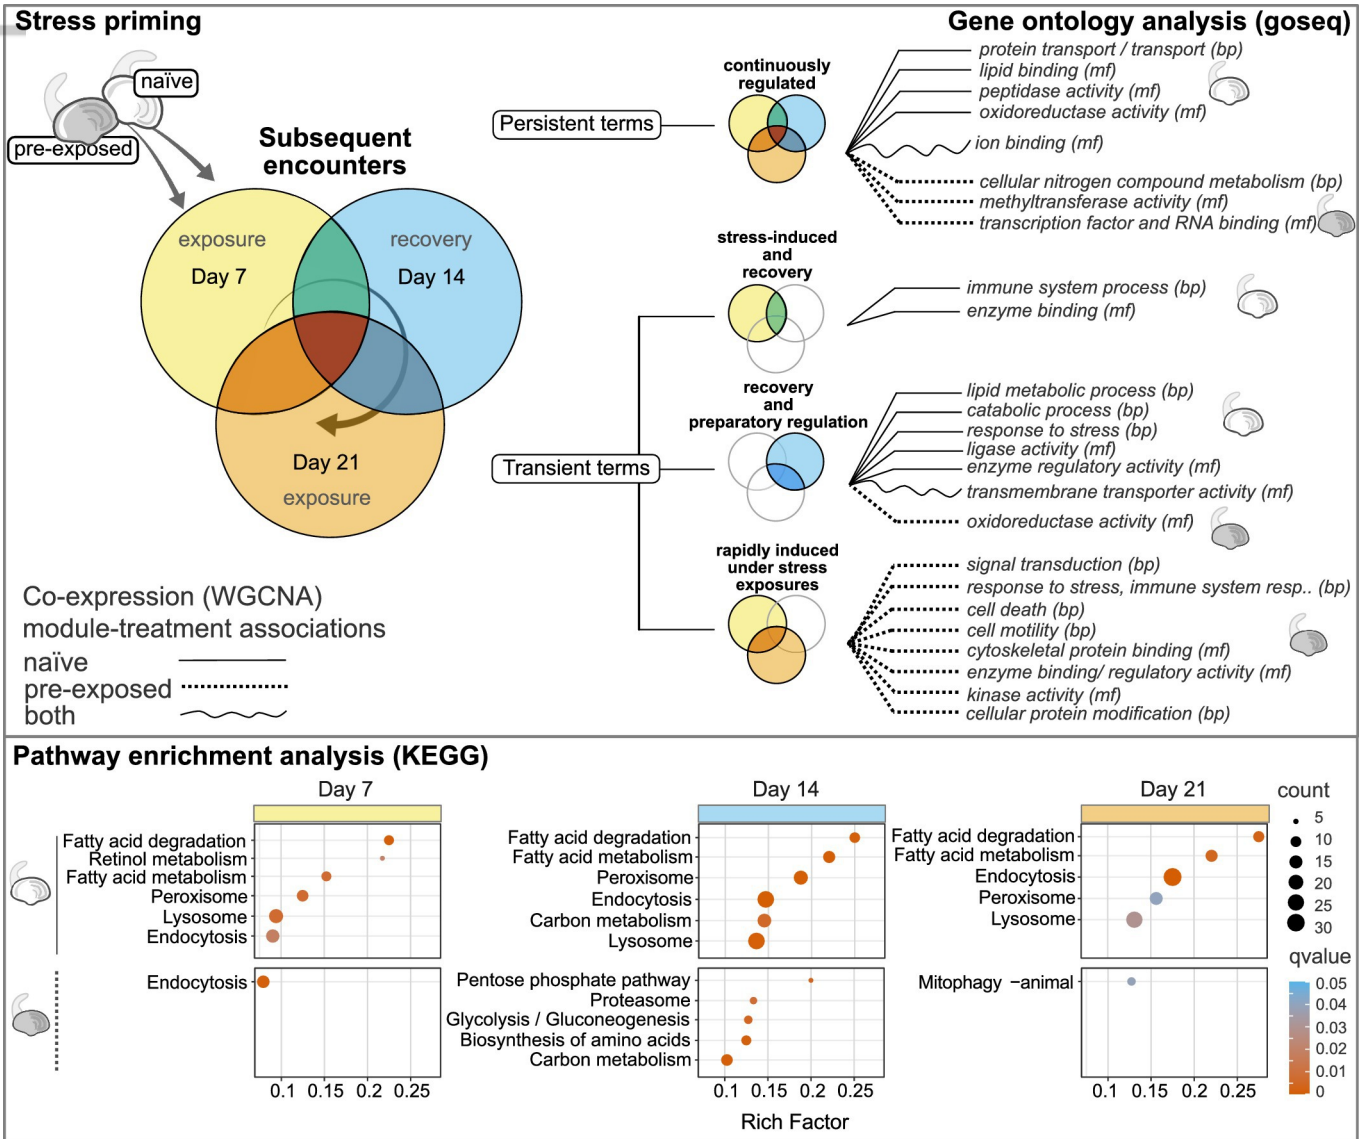 Stress priming
Gene ontology analysis (goseq)
naïve
pre-exposed
Subsequent
encounters
exposure
Day 7
recovery
Day 14
Day 21
exposure
Co-expression (WGCNA)
module-treatment associations
naïve
pre-exposed
both
Persistent terms
continuously
regulated
protein transport / transport (bp)
lipid binding (mf)
peptidase activity (mf)
oxidoreductase activity (mf)
ion binding (mf)
cellular nitrogen compound metabolism (bp)
methyltransferase activity (mf)
transcription factor and RNA binding (mf)
Transient terms
stress-induced
and
recovery
immune system process (bp)
enzyme binding (mf)
recovery
and
preparatory regulation
lipid metabolic process (bp)
catabolic process (bp)
response to stress (bp)
ligase activity (mf)
enzyme regulatory activity (mf)
transmembrane transporter activity (mf)
oxidoreductase activity (mf)
rapidly induced
under stress
exposures
signal transduction (bp)
response to stress, immune system resp.. (bp)
cell death (bp)
cell motility (bp)
cytoskeletal protein binding (mf)
enzyme binding/ regulatory activity (mf)
kinase activity (mf)
cellular protein modification (bp)
Pathway enrichment analysis (KEGG)
Day 7
Fatty acid degradation
Retinol metabolism
Fatty acid metabolism
Peroxisome
Lysosome
Endocytosis
Endocytosis
0.1 0.15 0.2 0.25
Day 14
Fatty acid degradation
Fatty acid metabolism
Peroxisome
Endocytosis
Carbon metabolism
Lysosome
Pentose phosphate pathway
Proteasome
Glycolysis / Gluconeogenesis
Biosynthesis of amino acids
Carbon metabolism
0.1 0.15 0.2 0.25
Rich Factor
Day 21
Fatty acid degradation
Fatty acid metabolism
Endocytosis
Peroxisome
Lysosome
Mitophagy −animal
0.1 0.15 0.2 0.25
count
5
10
15
20
25
30
qvalue
0.05
0.04
0.03
0.02
0.01
0